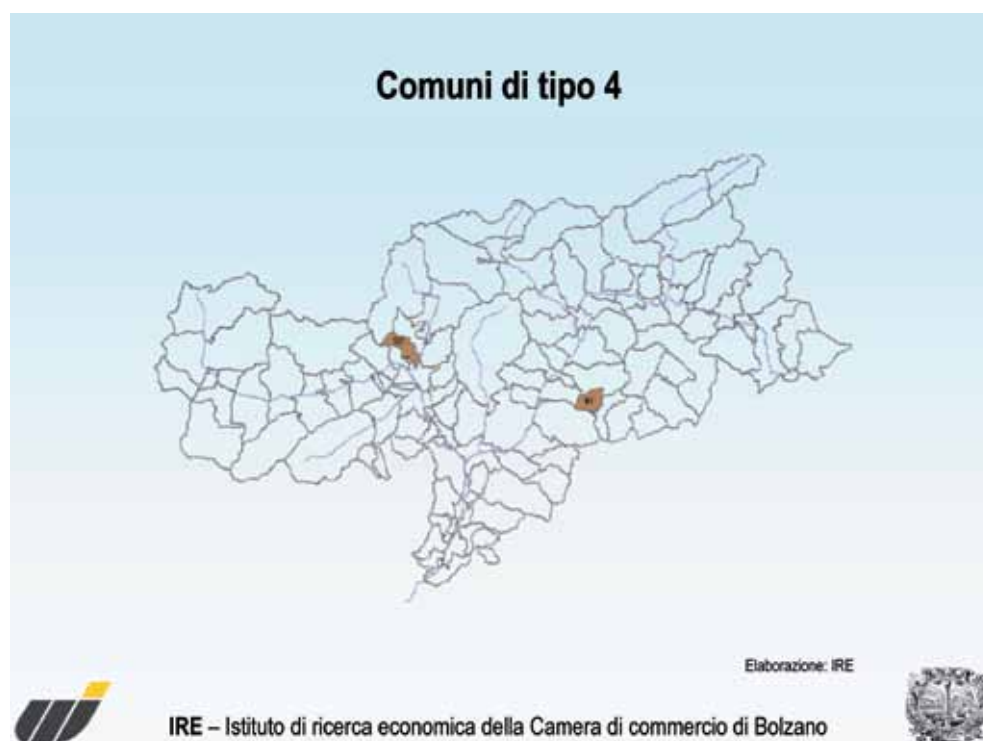 Comuni di tipo 4
Elaborazione: IRE
IRE – Istituto di ricerca economica della Camera di commercio di Bolzano